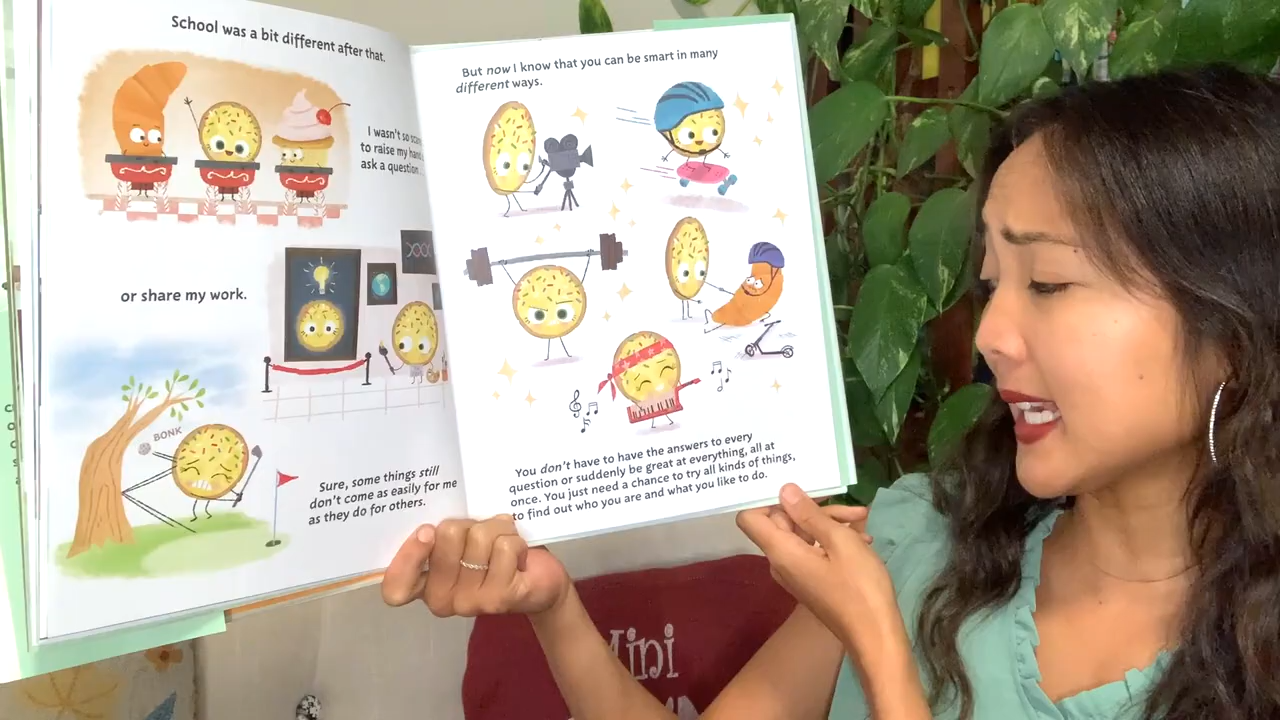 School was a bit different after that.
I wasn't so
to raise my hand
ask a question
or share my work.
BONK
Sure, some things still
don't come as easily for me
as they do for others.
But now I know that you can be smart in many
different ways.
You don't have to have the answers to every
question or suddenly be great at everything, all at
once. You just need a chance to try all kinds of things,
to find out who you are and what you like to do.
Mini